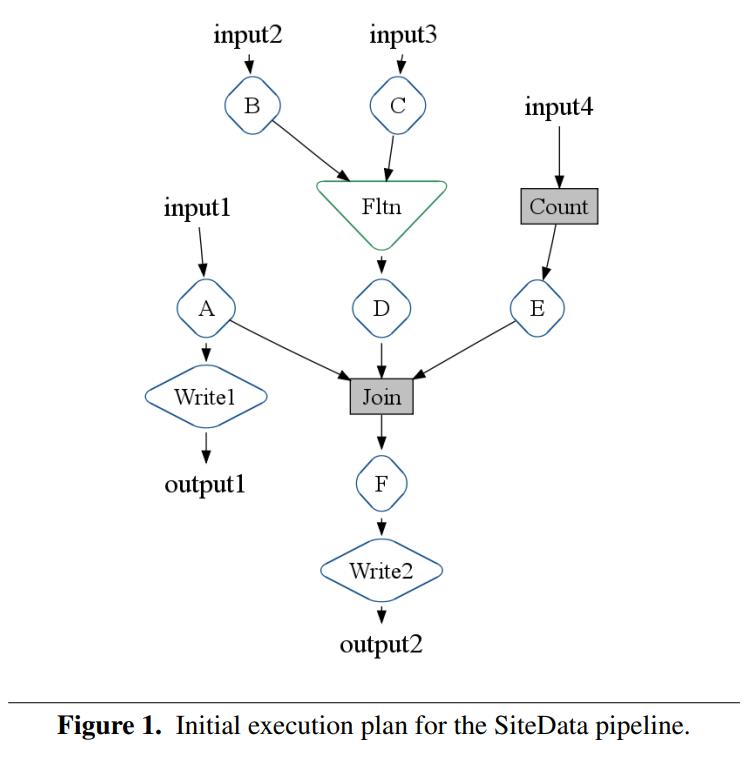 input2
input3
B
C
input4
input1
Fltn
Count
A
D
E
Write1
Join
output1
F
Write2
output2
Figure 1. Initial execution plan for the SiteData pipeline.